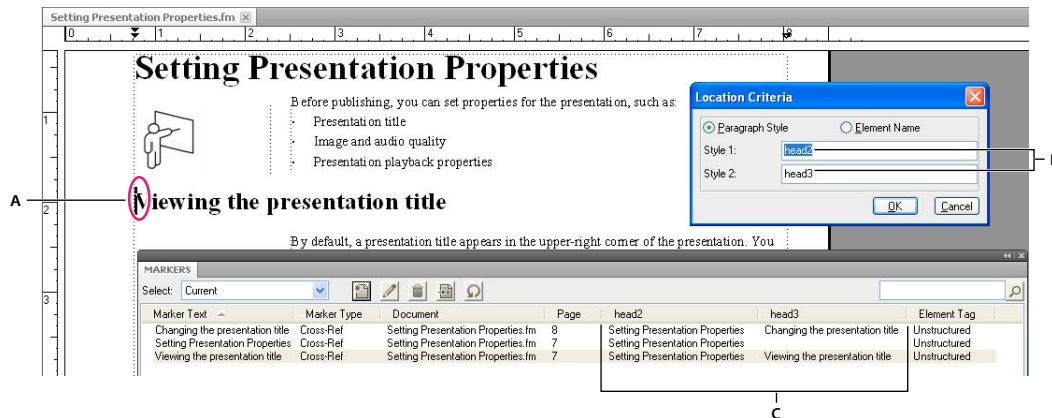 Setting Presentation Properties.fm
0 1 2 3 4 5 6 7 8
Setting Presentation Properties
Before publishing, you can set properties for the presentation, such as:
Presentation title
Image and audio quality
Presentation playback properties
1
Location Criteria
Paragraph Style Element Name
Style 1: head2
Style 2: head3
OK Cancel
A
2
Viewing the presentation title
By default, a presentation title appears in the upper-right corner of the presentation. You
3
MARKERS
Select: Current
Marker Text Marker Type Document Page head2 head3 Element Tag
Changing the presentation title Cross-Ref Setting Presentation Properties.fm 8 Setting Presentation Properties Changing the presentation title Unstructured
Setting Presentation Properties Cross-Ref Setting Presentation Properties.fm 7 Setting Presentation Properties Unstructured
Viewing the presentation title Cross-Ref Setting Presentation Properties.fm 7 Setting Presentation Properties Viewing the presentation title Unstructured
C